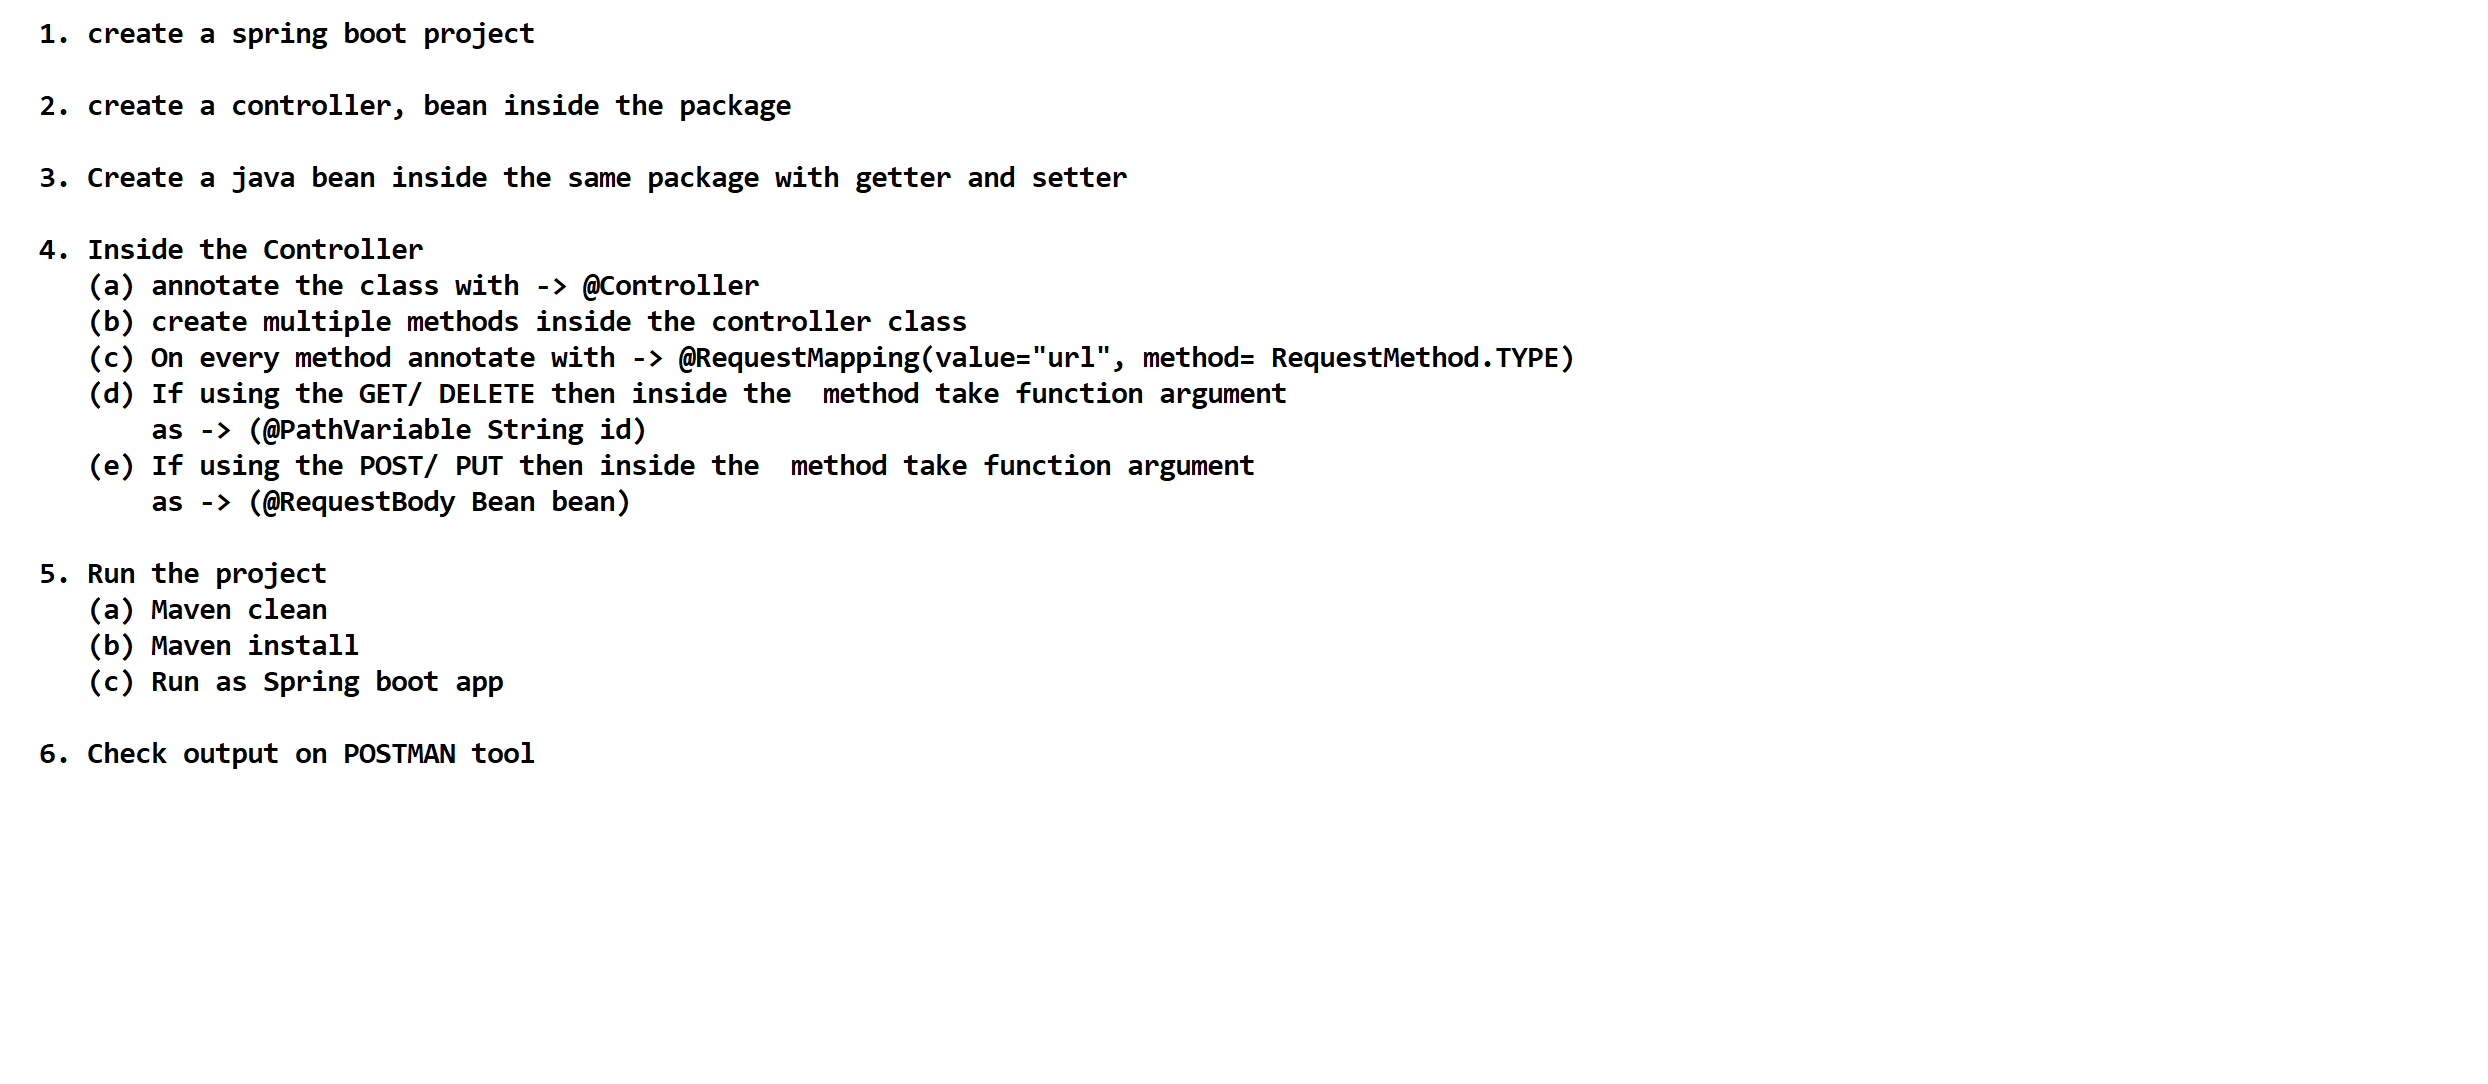 1. create a spring boot project
2. create a controller, bean inside the package
3. Create a java bean inside the same package with getter and setter
4. Inside the Controller
(a) annotate the class with -> @Controller
(b) create multiple methods inside the controller class
(c) On every method annotate with -> @RequestMapping(value="url", method= RequestMethod.TYPE)
(d) If using the GET/ DELETE then inside the  method take function argument
as -> (@PathVariable String id)
(e) If using the POST/ PUT then inside the  method take function argument
as -> (@RequestBody Bean bean)
5. Run the project
(a) Maven clean
(b) Maven install
(c) Run as Spring boot app
6. Check output on POSTMAN tool